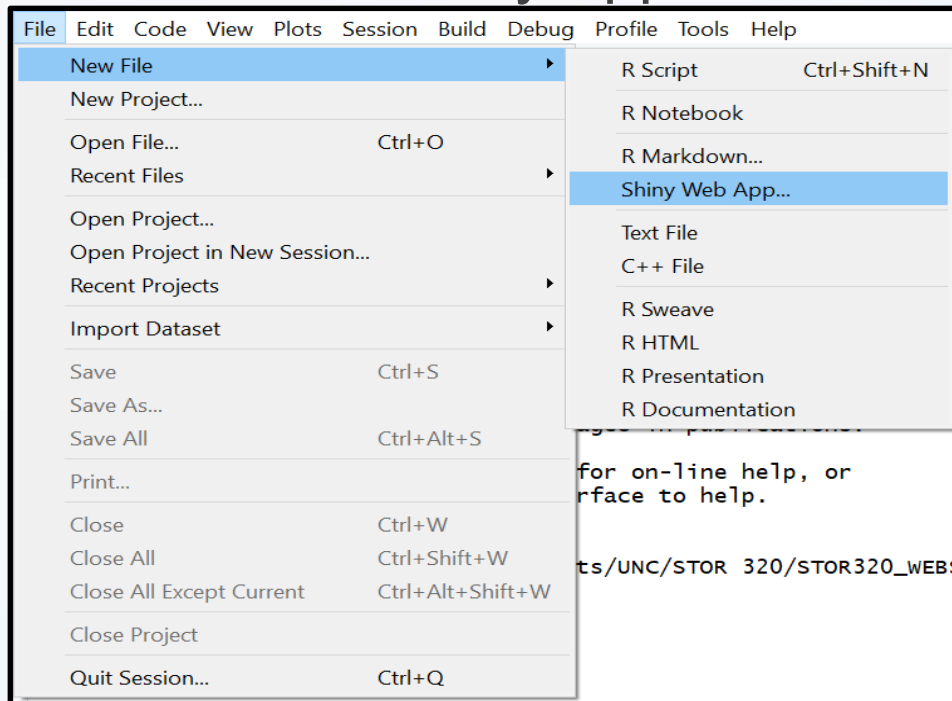 File Edit Code View Plots Session Build Debug Profile Tools Help
New File
New Project...
Open File... Ctrl+O
Recent Files
Open Project...
Open Project in New Session...
Recent Projects
Import Dataset
Save Ctrl+S
Save As...
Save All Ctrl+Alt+S
Print...
Close Ctrl+W
Close All Ctrl+Shift+W
Close All Except Current Ctrl+Alt+Shift+W
Close Project
Quit Session... Ctrl+Q
R Script Ctrl+Shift+N
R Notebook
R Markdown...
Shiny Web App...
Text File
C++ File
R Sweave
R HTML
R Presentation
R Documentation
for on-line help, or
rface to help.
ts/UNC/STOR 320/STOR320_WEBS